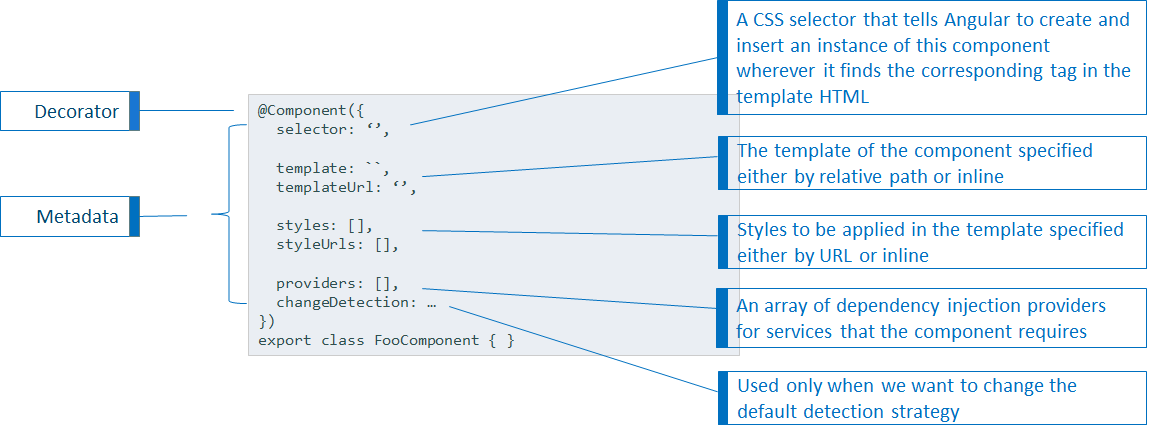 Decorator
Metadata
@Component({
selector: ‘’,
template: ``,
templateUrl: ‘’,
styles: [],
styleUrls: [],
providers: [],
changeDetection: …
})
export class FooComponent { }
A CSS selector that tells Angular to create and
insert an instance of this component
wherever it finds the corresponding tag in the
template HTML
The template of the component specified
either by relative path or inline
Styles to be applied in the template specified
either by URL or inline
An array of dependency injection providers
for services that the component requires
Used only when we want to change the
default detection strategy